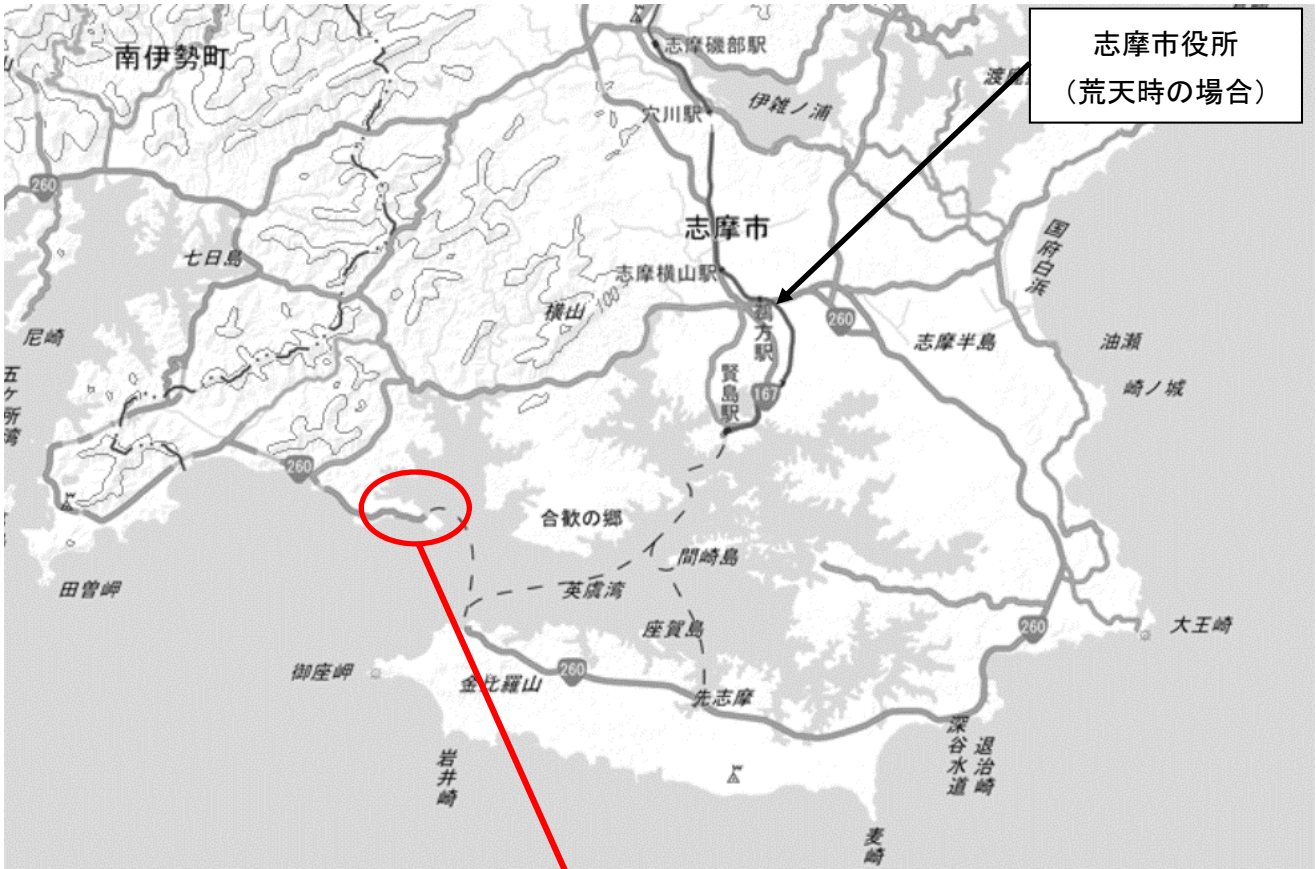 志摩市役所
（荒天時の場合）
南伊勢町
志摩磯部駅
伊雑ノ浦
穴川駅
260
志摩市
国府白浜
七日島
志摩横山駅
100
横山
鵜方駅
260
志摩半島
油瀬
尼崎
五ケ所湾
賢島駅
167
崎ノ城
260
合歓の郷
間崎島
田曽岬
英虞湾
座賀島
260
大王崎
御座岬
金比羅山
260
先志摩
岩井崎
深谷水道
退治崎
麦崎